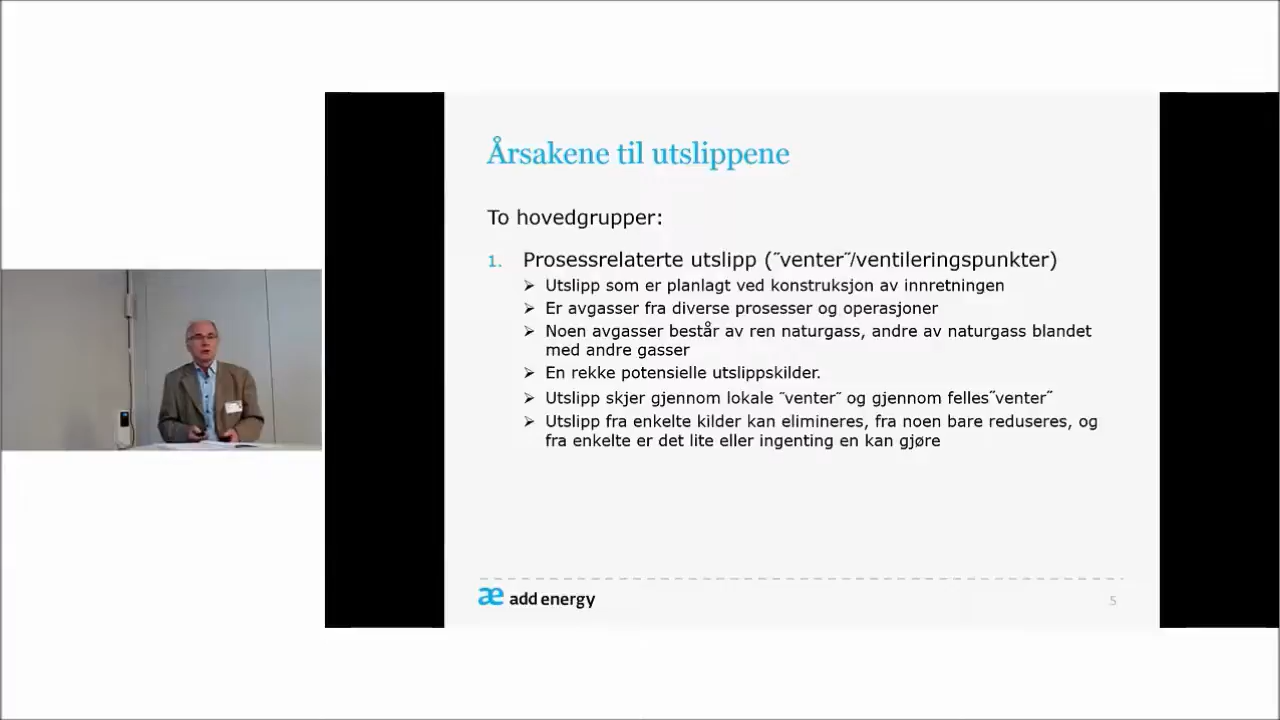 Årsakene til utslippene
To hovedgrupper:
1. Prosessrelaterte utslipp (˝venter˝/ventileringspunkter)
➢ Utslipp som er planlagt ved konstruksjon av innretningen
➢ Er avgasser fra diverse prosesser og operasjoner
➢ Noen avgasser består av ren naturgass, andre av naturgass blandet
med andre gasser
➢ En rekke potensielle utslippskilder.
➢ Utslipp skjer gjennom lokale ˝venter˝ og gjennom felles˝venter˝
➢ Utslipp fra enkelte kilder kan elimineres, fra noen bare reduseres, og
fra enkelte er det lite eller ingenting en kan gjøre
æ add energy
5